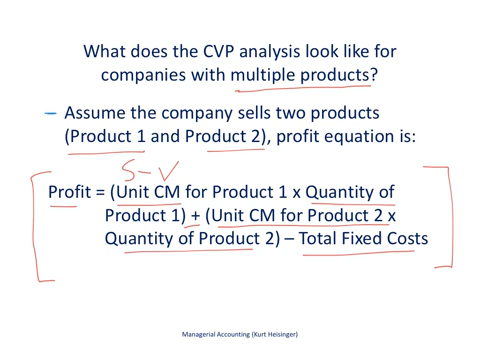 What does the CVP analysis look like for
companies with multiple products?
– Assume the company sells two products
(Product 1 and Product 2), profit equation is:
S – V
Profit = (Unit CM for Product 1 x Quantity of
Product 1) + (Unit CM for Product 2 x
Quantity of Product 2) – Total Fixed Costs
Managerial Accounting (Kurt Heisinger)